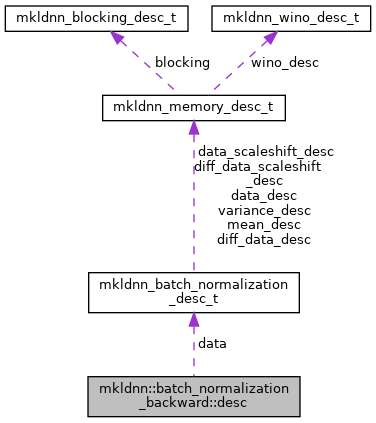 mkldnn_blocking_desc_t
mkldnn_wino_desc_t
blocking
wino_desc
mkldnn_memory_desc_t
data_scaleshift_desc
diff_data_scaleshift
_desc
data_desc
variance_desc
mean_desc
diff_data_desc
mkldnn_batch_normalization
_desc_t
data
mkldnn::batch_normalization
_backward::desc